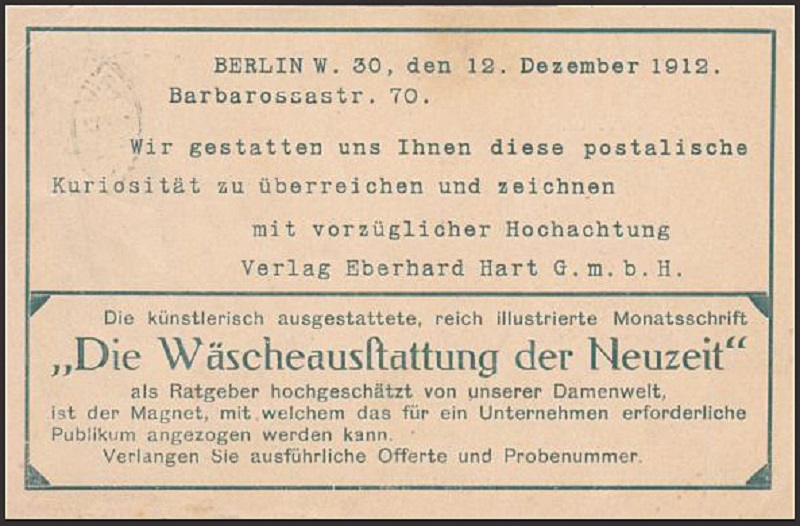 BERLIN W. 30, den 12. Dezember 1912.
Barbarossastr. 70.
Wir gestatten uns Ihnen diese postalische
Kuriosität zu überreichen und zeichnen
mit vorzüglicher Hochachtung
Verlag Eberhard Hart G. m. b. H.
Die künstlerisch ausgestattete, reich illustrierte Monatsschrift
„Die Wäscheausſtattung der Neuzeit“
als Ratgeber hochgeschätzt von unserer Damenwelt,
ist der Magnet, mit welchem das für ein Unternehmen erforderliche
Publikum angezogen werden kann.
Verlangen Sie ausführliche Offerte und Probenummer.